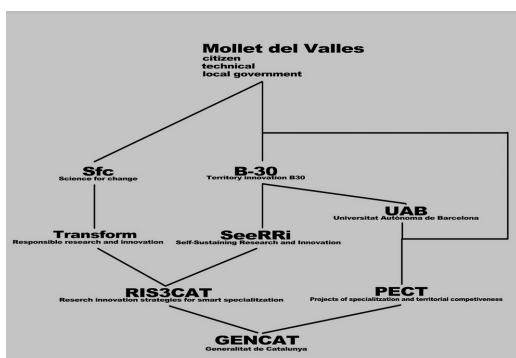 Mollet del Valles
citizen
technical
local government
Sfc
Science for change
B-30
Territory innovation B30
UAB
Universitat Autònoma de Barcelona
Transform
Responsible research and innovation
SeeRRi
Self-Sustaining Research and Innovation
RIS3CAT
Reserch innovation strategies for smart specialitzation
PECT
Projects of specialitzation and territorial competiveness
GENCAT
Generalitat de Catalunya